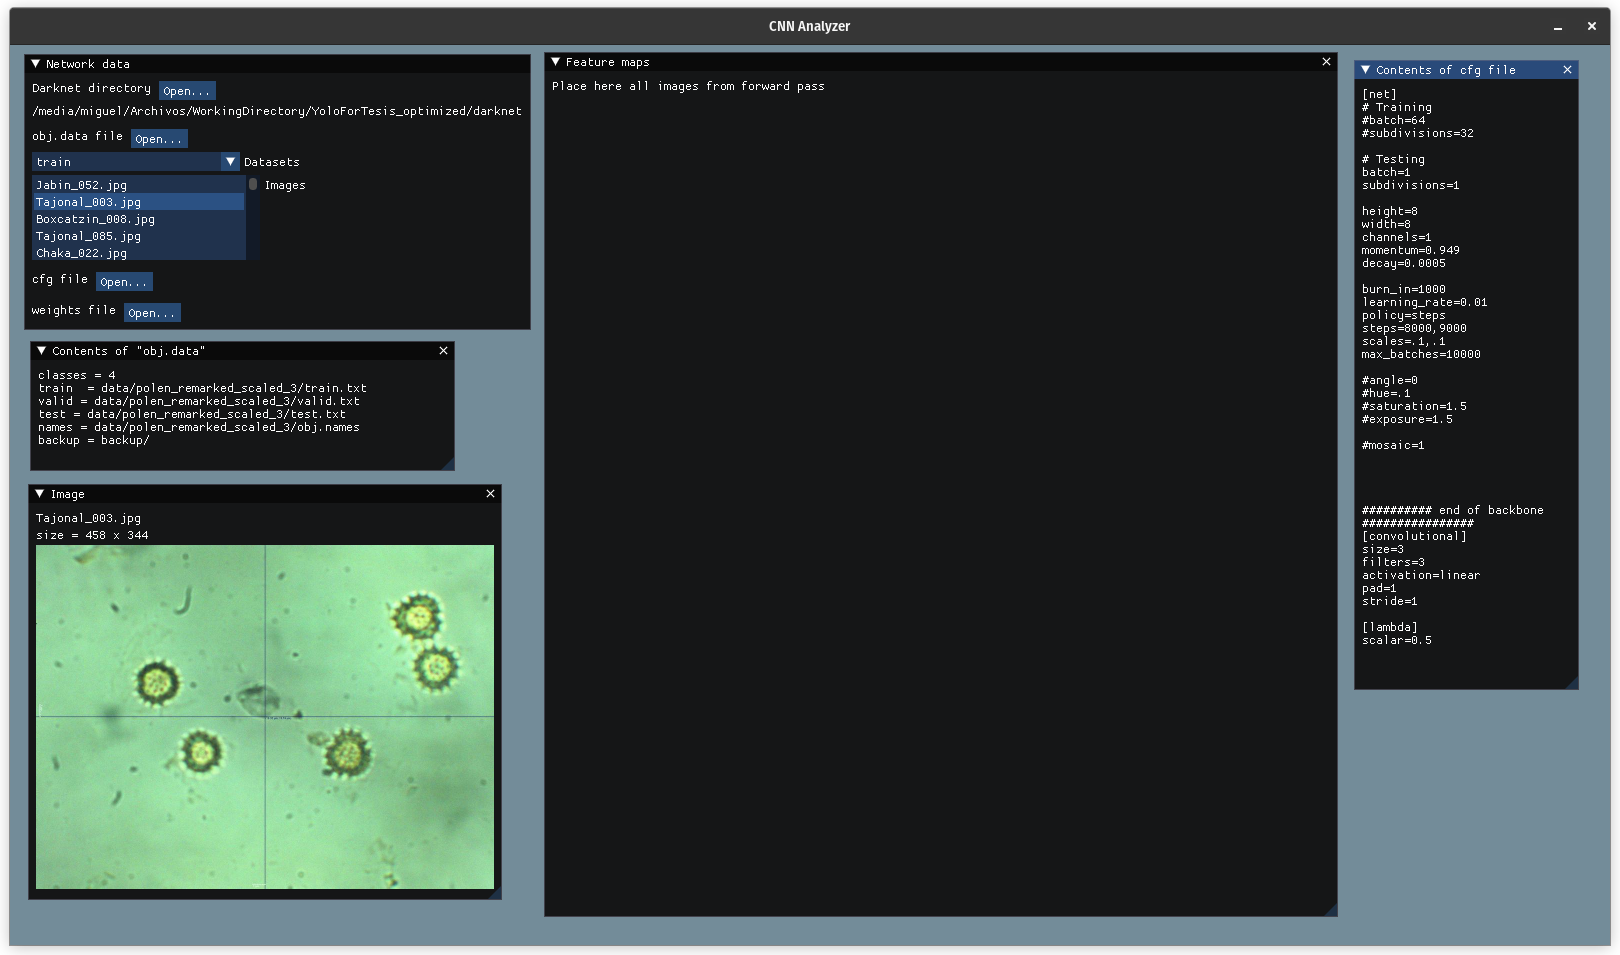 CNN Analyzer
Network data
Darknet directory Open...
/media/miguel/Archivos/WorkingDirectory/YoloForTesis_optimized/darknet
obj.data file Open...
train Datasets
Jabin_052.jpg Images
Tajonal_003.jpg
Boxcatzin_008.jpg
Tajonal_085.jpg
Chaka_022.jpg
cfg file Open...
weights file Open...
Contents of "obj.data"
classes = 4
train = data/polen_remarked_scaled_3/train.txt
valid = data/polen_remarked_scaled_3/valid.txt
test = data/polen_remarked_scaled_3/test.txt
names = data/polen_remarked_scaled_3/obj.names
backup = backup/
Image
Tajonal_003.jpg
size = 458 x 344
Feature maps
Place here all images from forward pass
Contents of cfg file
[net]
# Training
#batch=64
#subdivisions=32
# Testing
batch=1
subdivisions=1
height=8
width=8
channels=1
momentum=0.949
decay=0.0005
burn_in=1000
learning_rate=0.01
policy=steps
steps=8000,9000
scales=.1,.1
max_batches=10000
#angle=0
#hue=.1
#saturation=1.5
#exposure=1.5
#mosaic=1
########## end of backbone
################
[convolutional]
size=3
filters=3
activation=linear
pad=1
stride=1
[lambda]
scalar=0.5